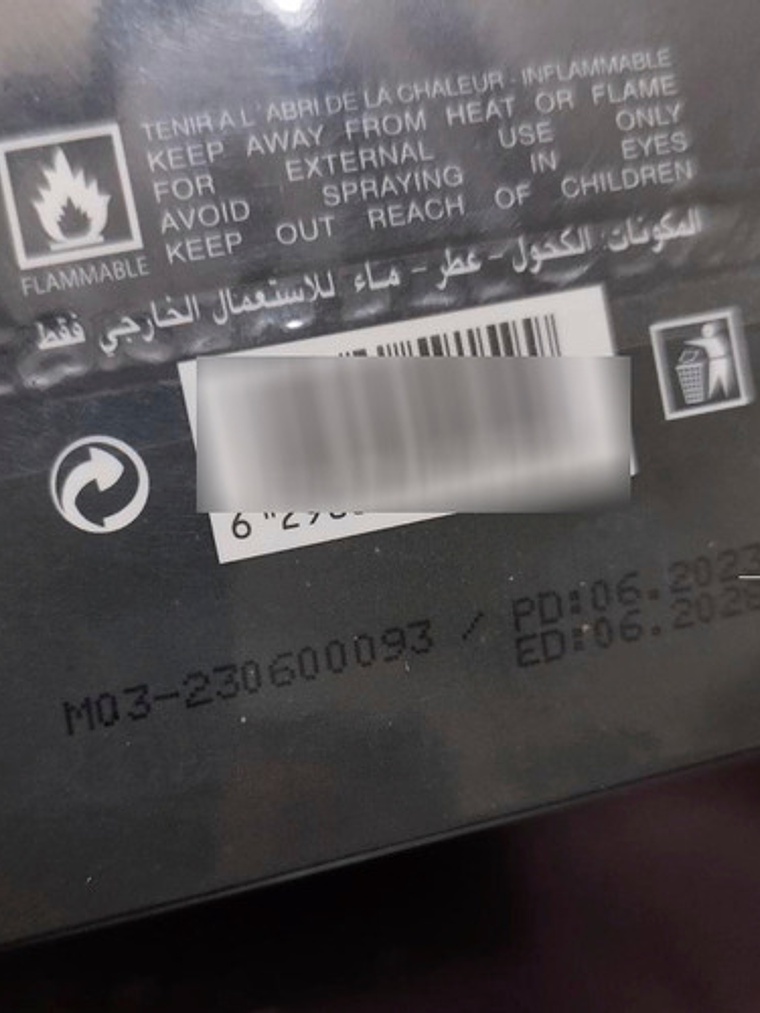 TENIR A L'ABRI DE LA CHALEUR - INFLAMMABLE
KEEP AWAY FROM HEAT OR FLAME
FOR EXTERNAL USE ONLY
AVOID SPRAYING IN EYES
KEEP OUT REACH OF CHILDREN
FLAMMABLE
المكونات: الكحول - عطر - ماء للاستعمال الخارجي فقط
6 "29
M03-230600093 / PD:06.2023
ED:06.2028